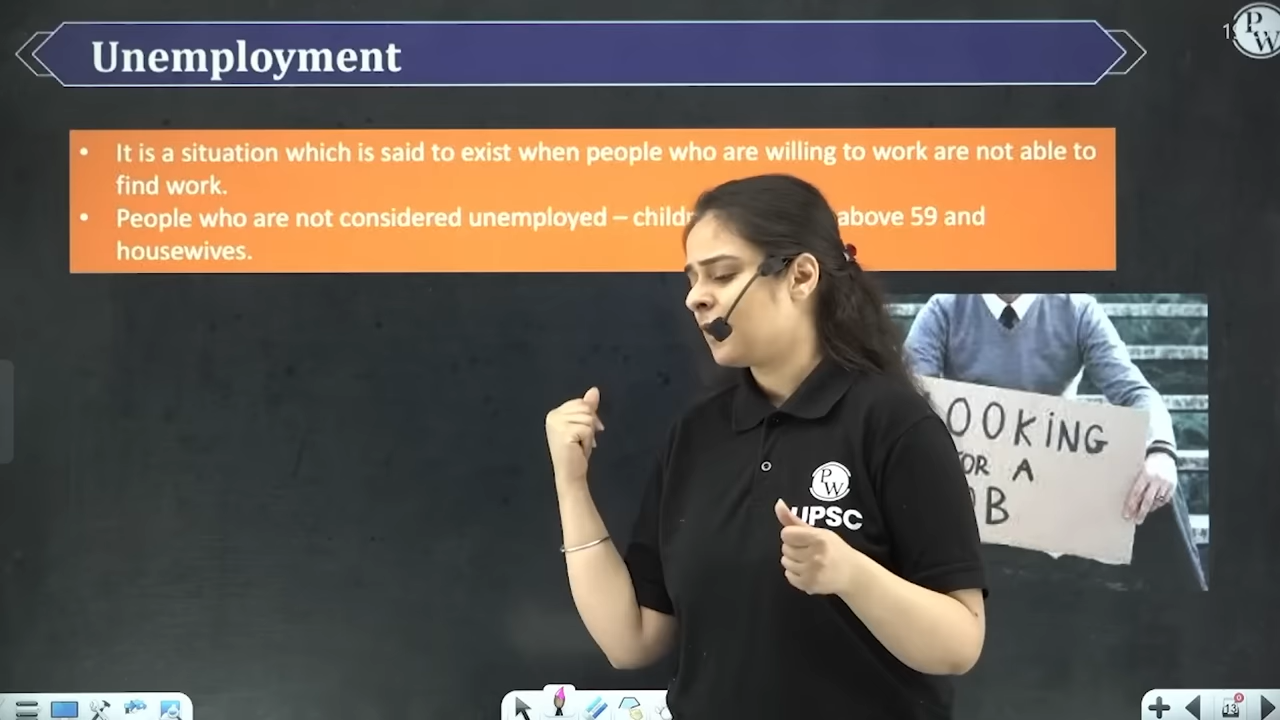 Unemployment
P
W
• It is a situation which is said to exist when people who are willing to work are not able to
find work.
• People who are not considered unemployed – above 59 and
housewives.
OOKiNG
OR A
B
PW
UPSC
13